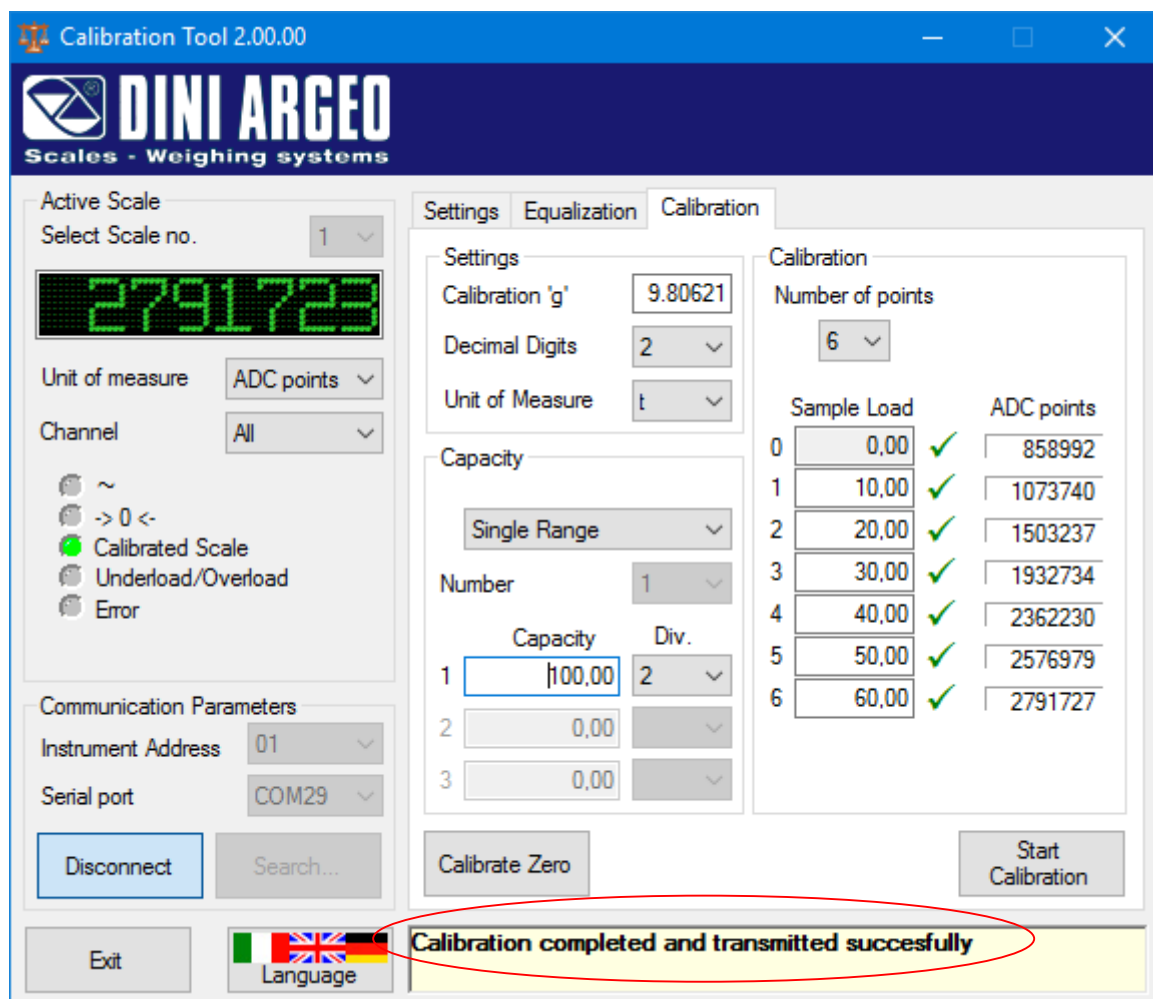 Calibration Tool 2.00.00
DINI ARGEO
®
Scales - Weighing systems
Active Scale
Select Scale no. 1
2791723
Unit of measure ADC points
Channel All
~
-> 0 <-
Calibrated Scale
Underload/Overload
Error
Communication Parameters
Instrument Address 01
Serial port COM29
Disconnect Search...
Exit Language
Settings Equalization Calibration
Settings
Calibration 'g' 9.80621
Decimal Digits 2
Unit of Measure t
Capacity
Single Range
Number 1
Capacity Div.
1 100,00 2
2 0,00
3 0,00
Calibration
Number of points
6
Sample Load ADC points
0 0,00 858992
1 10,00 1073740
2 20,00 1503237
3 30,00 1932734
4 40,00 2362230
5 50,00 2576979
6 60,00 2791727
Calibrate Zero
Start
Calibration
Calibration completed and transmitted succesfully